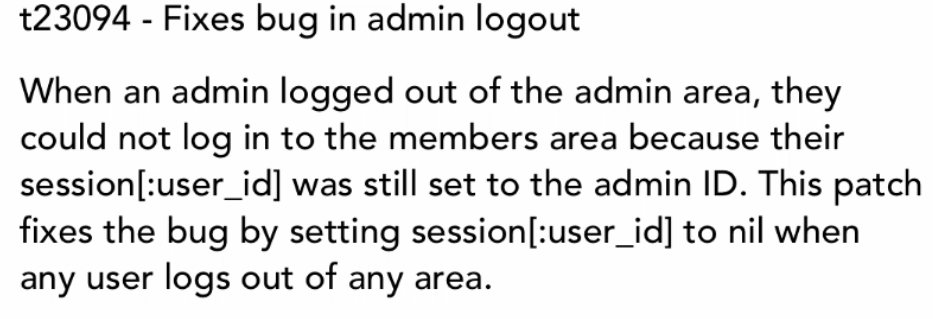 t23094 - Fixes bug in admin logout
When an admin logged out of the admin area, they
could not log in to the members area because their
session[:user_id] was still set to the admin ID. This patch
fixes the bug by setting session[:user_id] to nil when
any user logs out of any area.